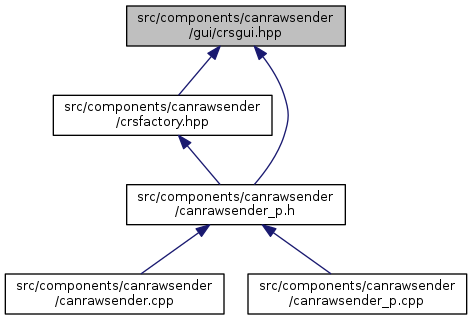 src/components/canrawsender
/gui/crsgui.hpp
src/components/canrawsender
/crsfactory.hpp
src/components/canrawsender
/canrawsender_p.h
src/components/canrawsender
/canrawsender.cpp
src/components/canrawsender
/canrawsender_p.cpp